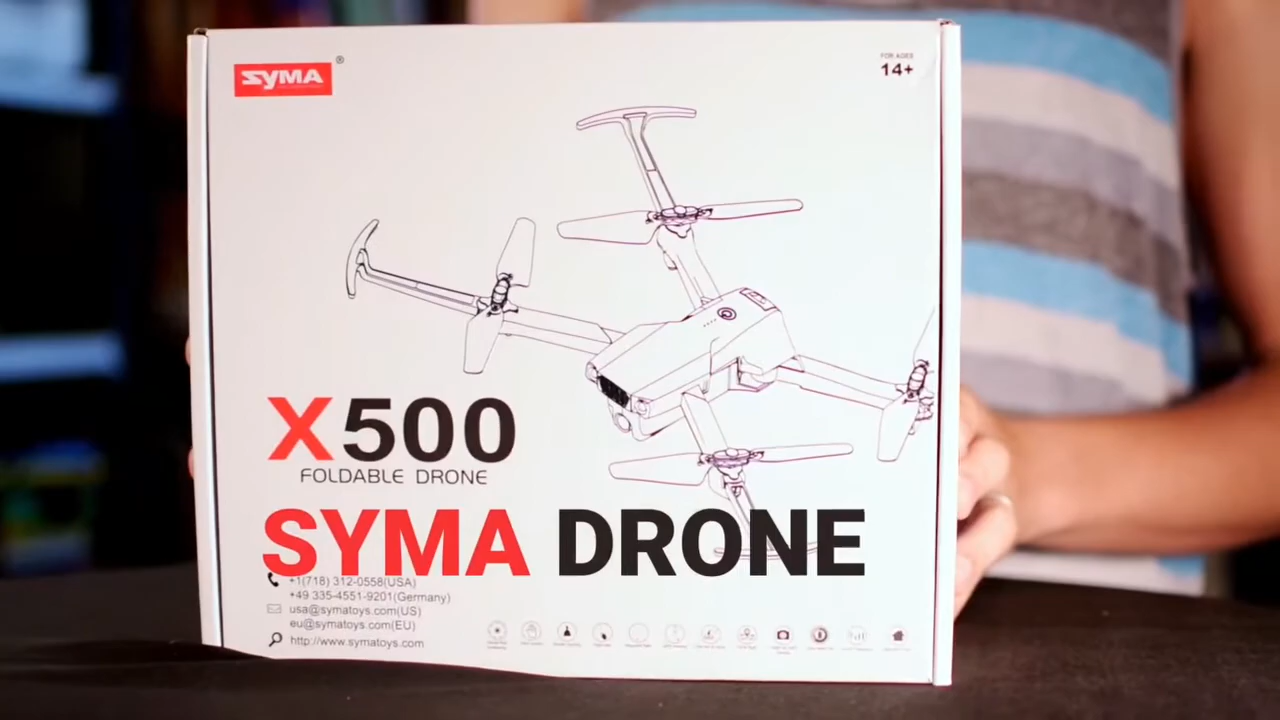 SYMA
®
FOR AGES
14+
X500
FOLDABLE DRONE
SYMA DRONE
+1(718) 312-0558(USA)
+49 335-4551-9201(Germany)
usa@symatoys.com(US)
eu@symatoys.com(EU)
http://www.symatoys.com